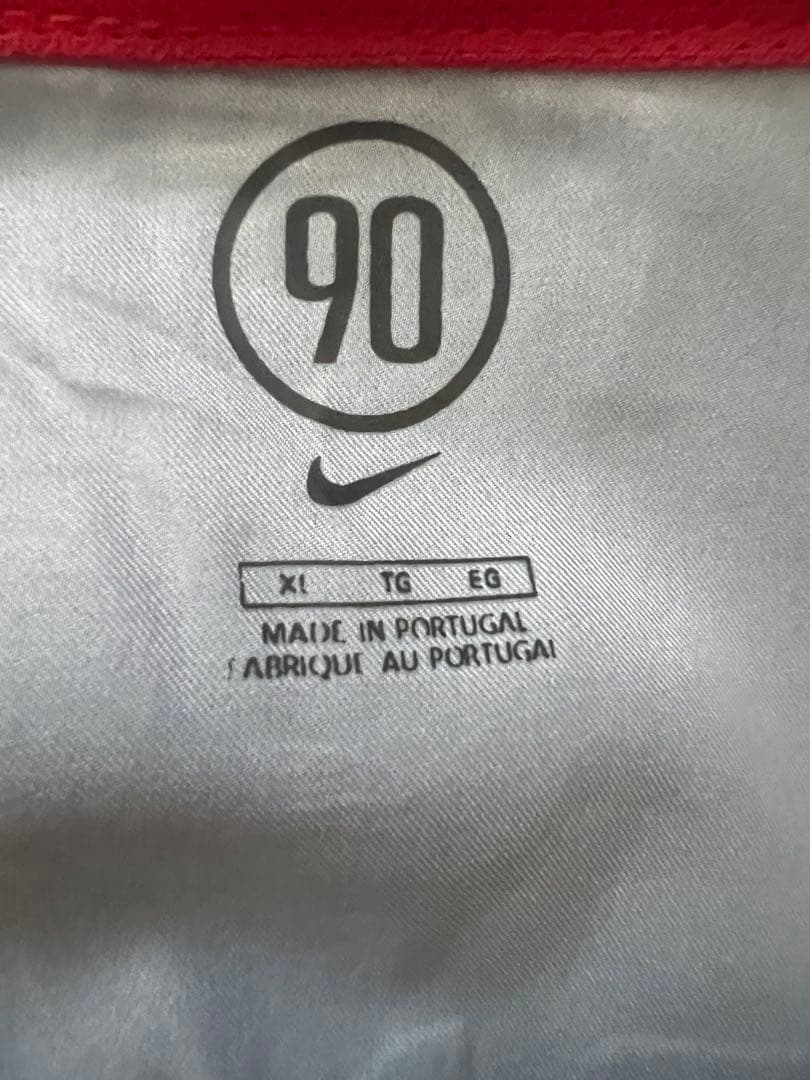 90
XL TG EG
MADE IN PORTUGAL
FABRIQUE AU PORTUGAL